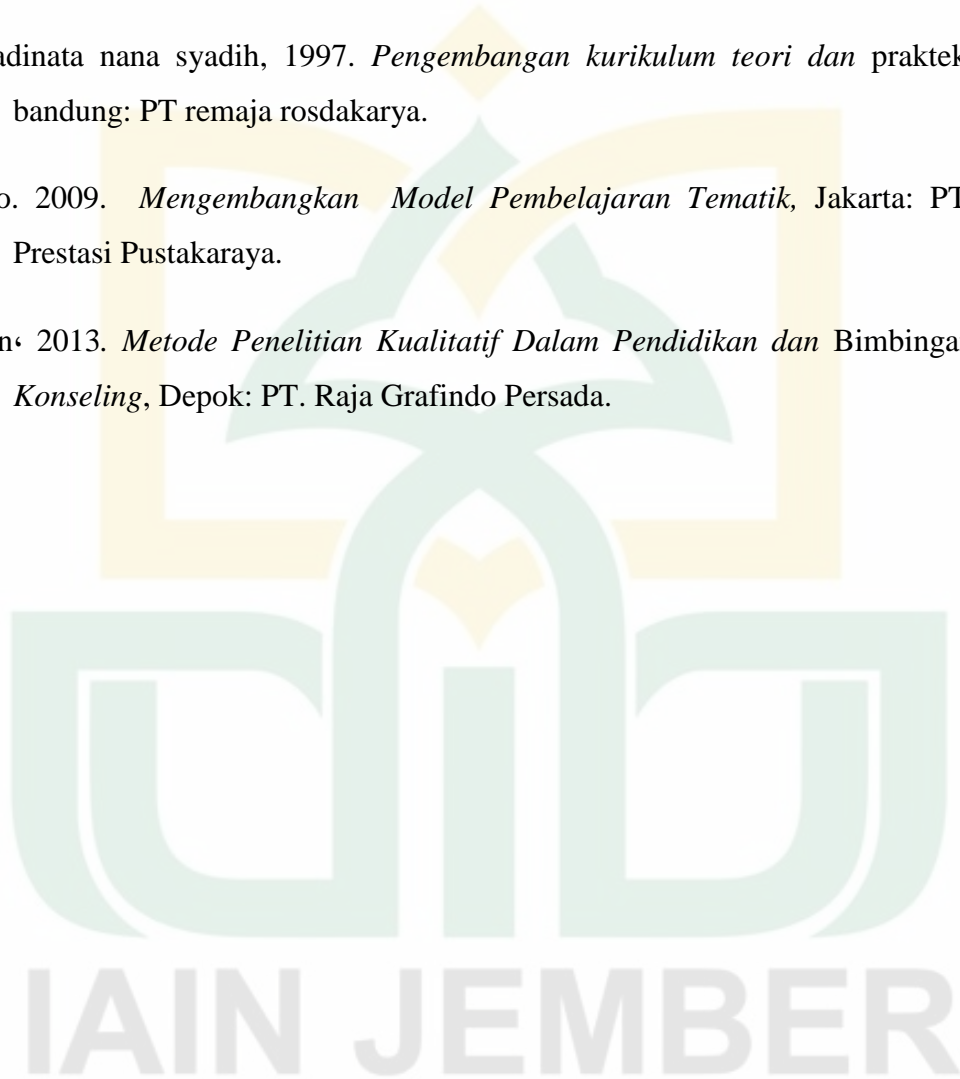 adinata nana syadih, 1997. Pengembangan kurikulum teori dan praktek
bandung: PT remaja rosdakarya.
o. 2009. Mengembangkan Model Pembelajaran Tematik, Jakarta: PT
Prestasi Pustakaraya.
n، 2013. Metode Penelitian Kualitatif Dalam Pendidikan dan Bimbinga
Konseling, Depok: PT. Raja Grafindo Persada.
IAIN JEMBER